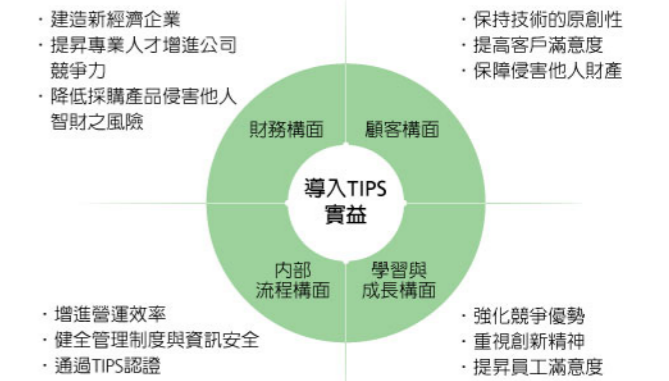 · 建造新經濟企業
· 提昇專業人才增進公司
競爭力
· 降低採購產品侵害他人
智財之風險
· 保持技術的原創性
· 提高客戶滿意度
· 保障侵害他人財產
財務構面
顧客構面
導入TIPS
實益
內部
流程構面
學習與
成長構面
· 增進營運效率
· 健全管理制度與資訊安全
· 通過TIPS認證
· 強化競爭優勢
· 重視創新精神
· 提昇員工滿意度